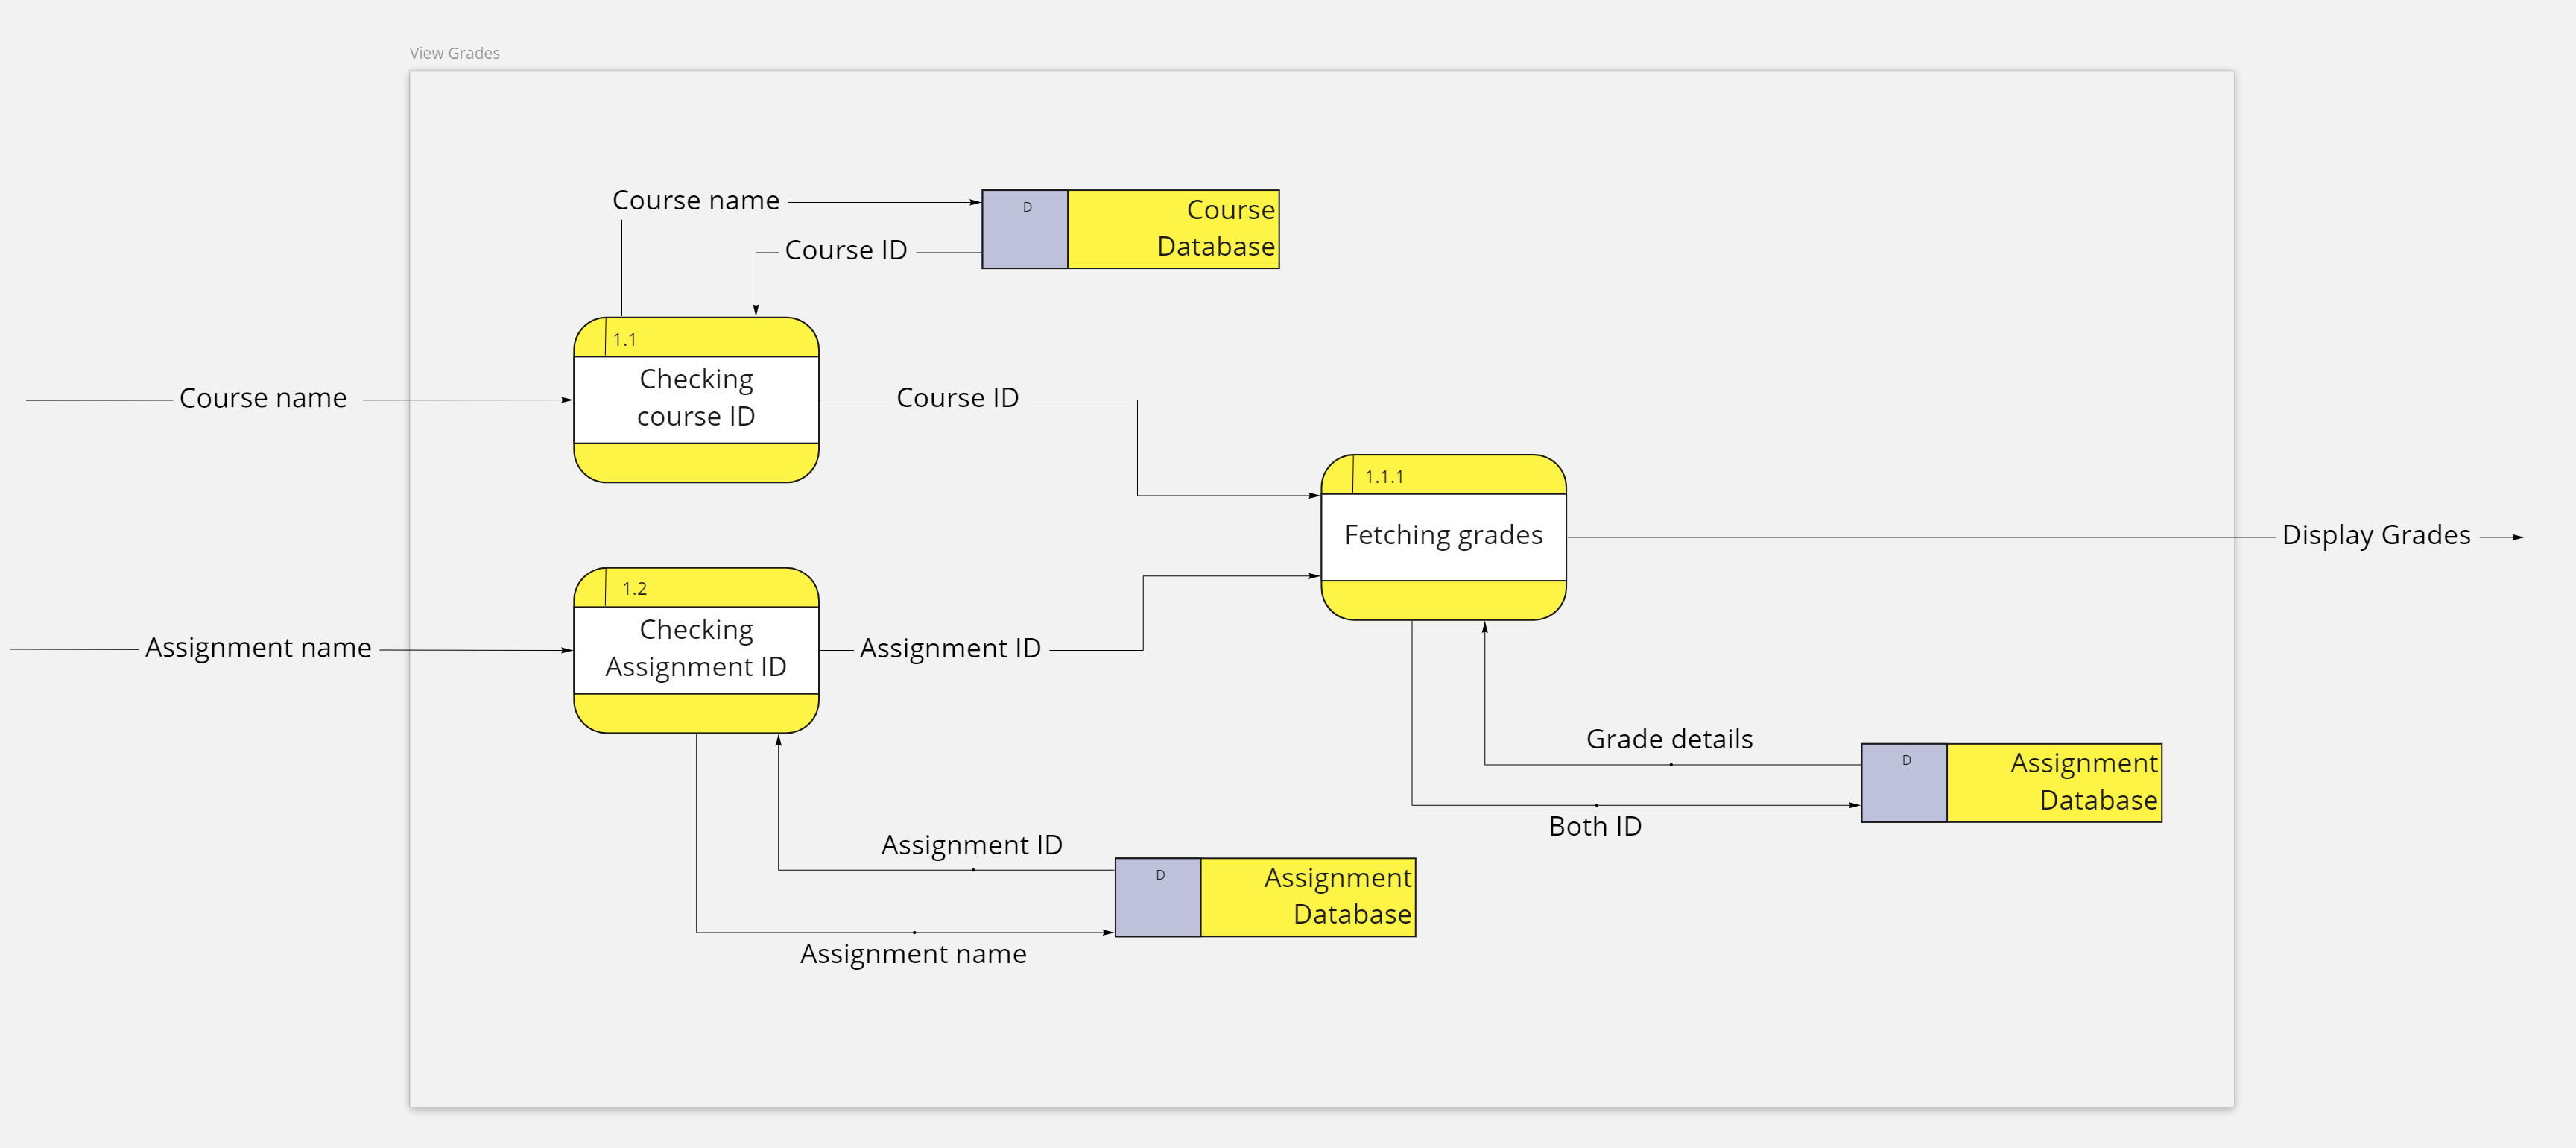 View Grades
Course name
D
Course
Database
Course ID
1.1
Checking
course ID
Course name
Course ID
1.1.1
Fetching grades
Display Grades
1.2
Checking
Assignment ID
Assignment name
Assignment ID
Grade details
D
Assignment
Database
Both ID
Assignment ID
D
Assignment
Database
Assignment name